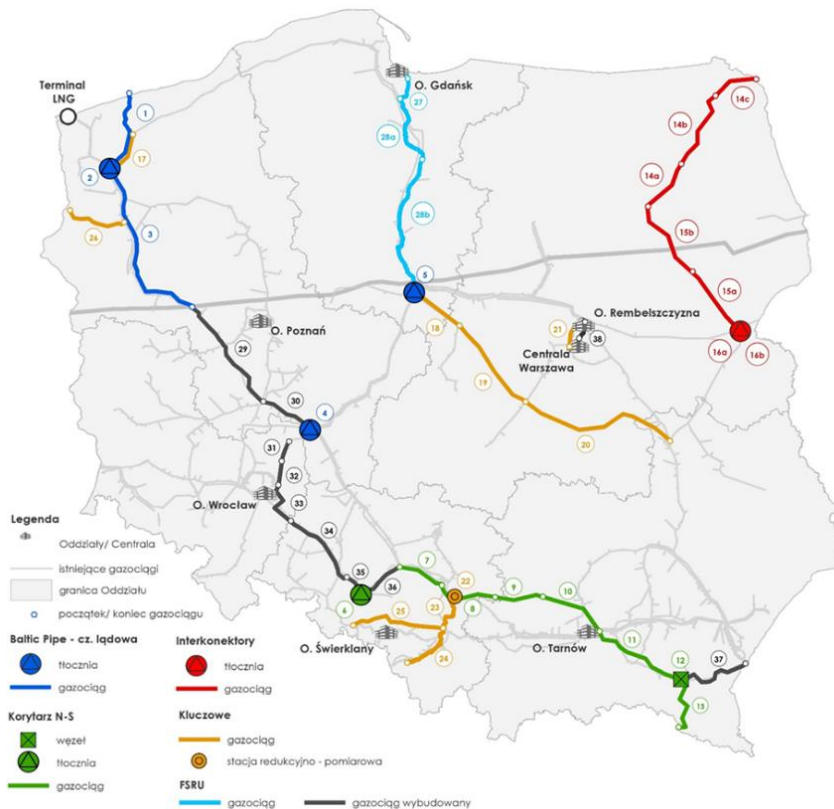 Terminal
LNG
O. Gdańsk
1
27
14c
14b
28a
17
2
14a
28b
3
15b
26
5
15a
O. Rembelszczyzna
O. Poznań
18
21
38
Centrala
Warszawa
16a
16b
29
19
30
4
20
31
O. Wrocław
32
33
34
35
36
7
22
6
25
23
8
9
10
24
O. Świerklany
O. Tarnów
11
12
37
13
Legenda
Oddziały/ Centrala
istniejące gazociągi
granica Oddziału
początek/ koniec gazociągu
Baltic Pipe - cz. lądowa
tłocznia
gazociąg
Korytarz N-S
węzeł
tłocznia
gazociąg
Interkonektory
tłocznia
gazociąg
Kluczowe
gazociąg
stacja redukcyjno - pomiarowa
FSRU
gazociąg
gazociąg wybudowany